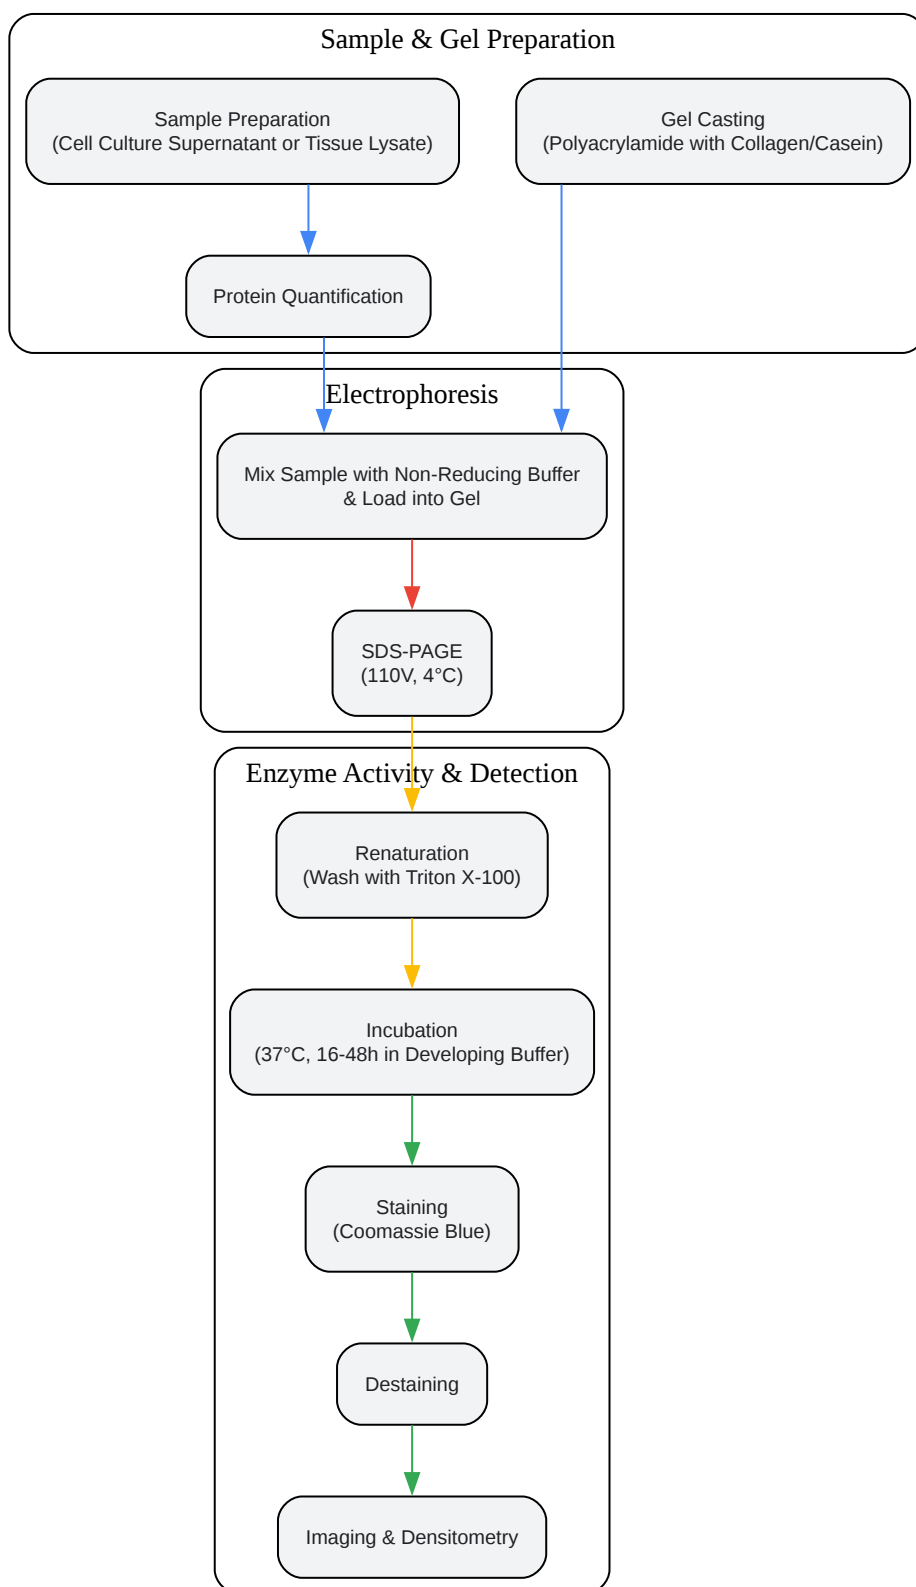 Sample & Gel Preparation
Sample Preparation
(Cell Culture Supernatant or Tissue Lysate)
Gel Casting
(Polyacrylamide with Collagen/Casein)
Protein Quantification
Electrophoresis
Mix Sample with Non-Reducing Buffer
& Load into Gel
SDS-PAGE
(110V, 4°C)
Enzyme Activity & Detection
Renaturation
(Wash with Triton X-100)
Incubation
(37°C, 16-48h in Developing Buffer)
Staining
(Coomassie Blue)
Destaining
Imaging & Densitometry